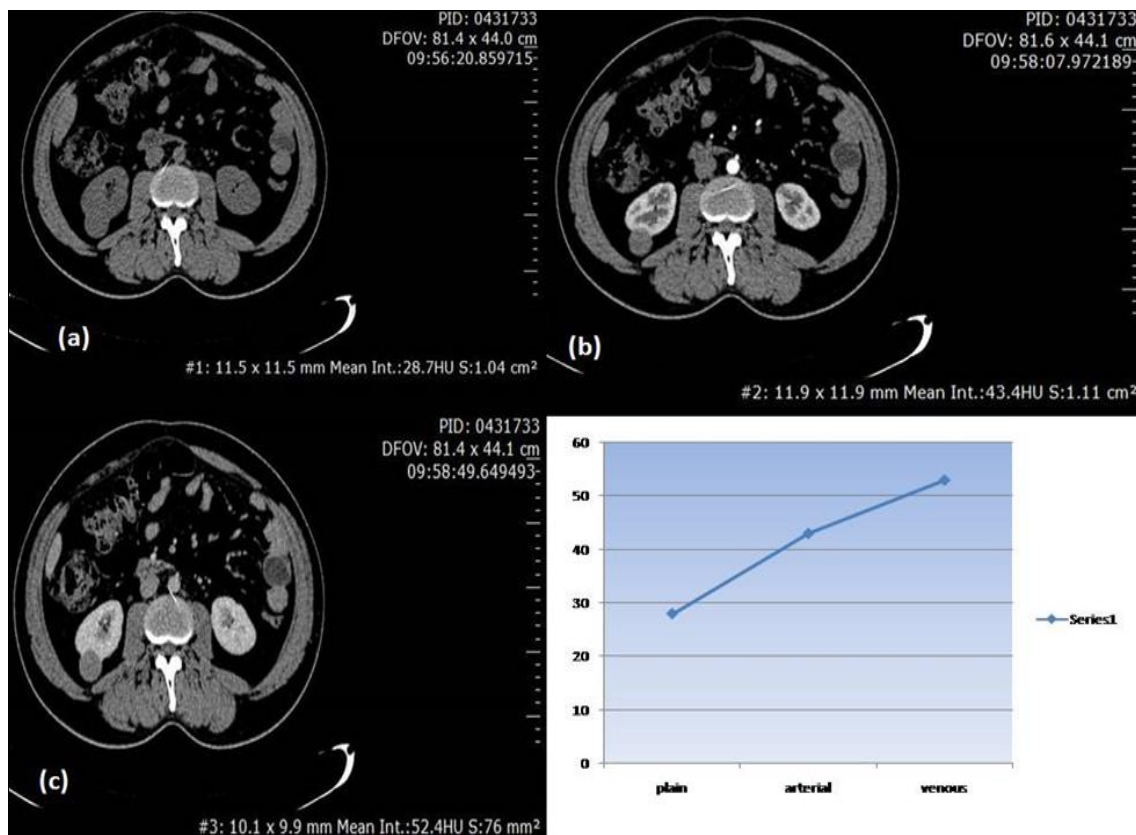 PID: 0431733
DFOV: 81.4 x 44.0 cm
09:56:20.859715
(a)
#1: 11.5 x 11.5 mm Mean Int.:28.7HU S:1.04 cm²
PID: 0431733
DFOV: 81.6 x 44.1 cm
09:58:07.972189
(b)
#2: 11.9 x 11.9 mm Mean Int.:43.4HU S:1.11 cm²
PID: 0431733
DFOV: 81.4 x 44.1 cm
09:58:49.649493
(c)
#3: 10.1 x 9.9 mm Mean Int.:52.4HU S:76 mm²
60
50
40
30
20
10
0
plain arterial venous
Series1